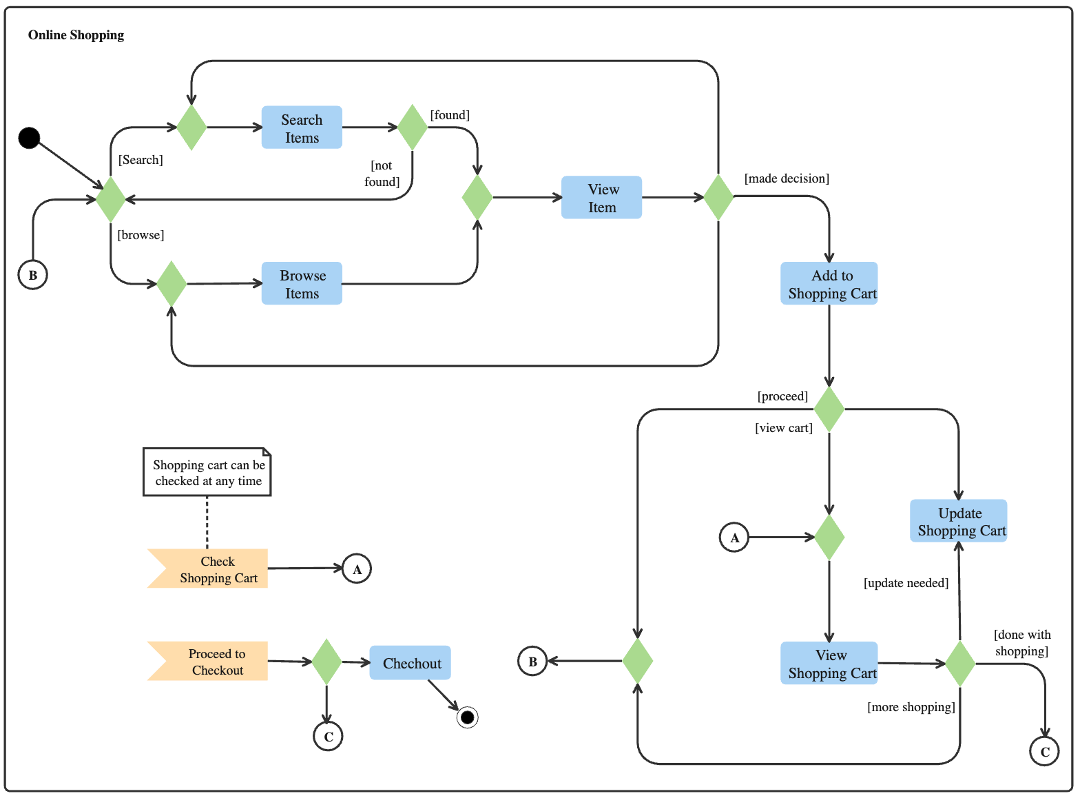 Online Shopping
[Search]
Search
Items
[found]
[not
found]
View
Item
[made decision]
B
[browse]
Browse
Items
Add to
Shopping Cart
[proceed]
[view cart]
Shopping cart can be
checked at any time
Update
Shopping Cart
A
Check
Shopping Cart
A
[update needed]
[done with
shopping]
Proceed to
Checkout
Chechout
B
View
Shopping Cart
[more shopping]
C
C